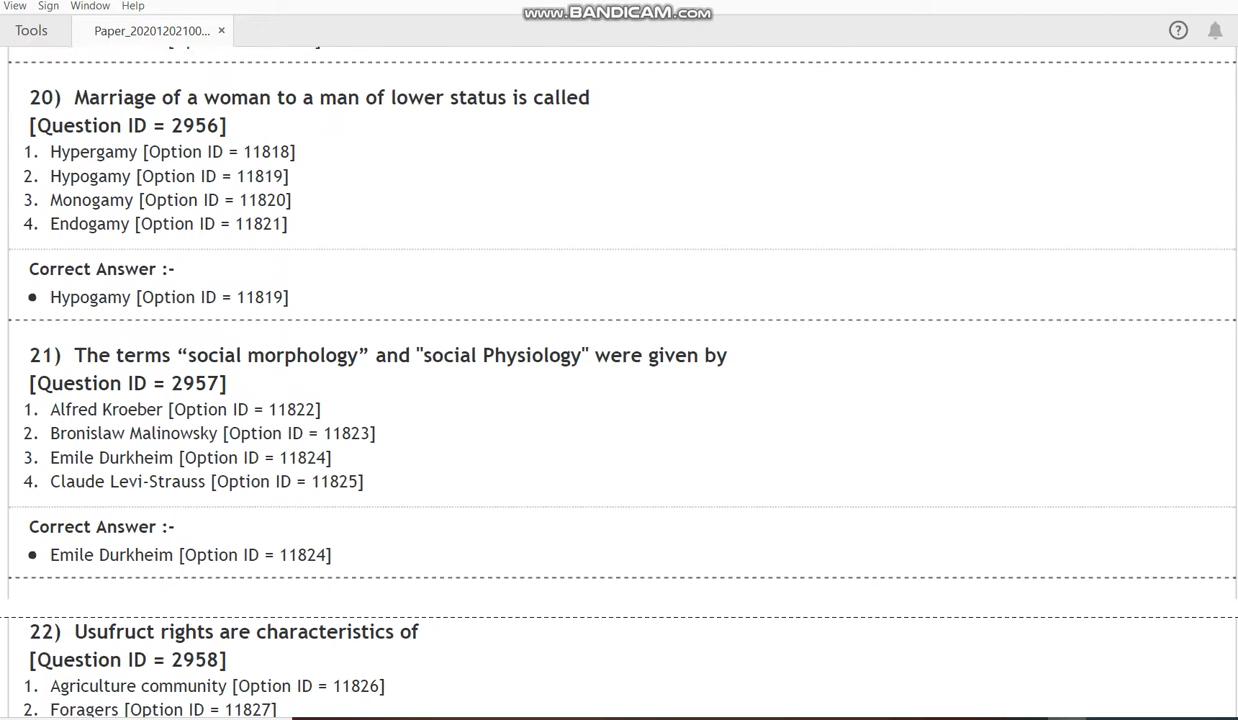 View Sign Window Help
www.BANDICAM.com
Tools Paper_20201202100... ×
20) Marriage of a woman to a man of lower status is called
[Question ID = 2956]
1. Hypergamy [Option ID = 11818]
2. Hypogamy [Option ID = 11819]
3. Monogamy [Option ID = 11820]
4. Endogamy [Option ID = 11821]
Correct Answer :-
• Hypogamy [Option ID = 11819]
21) The terms “social morphology” and "social Physiology" were given by
[Question ID = 2957]
1. Alfred Kroeber [Option ID = 11822]
2. Bronislaw Malinowsky [Option ID = 11823]
3. Emile Durkheim [Option ID = 11824]
4. Claude Levi-Strauss [Option ID = 11825]
Correct Answer :-
• Emile Durkheim [Option ID = 11824]
22) Usufruct rights are characteristics of
[Question ID = 2958]
1. Agriculture community [Option ID = 11826]
2. Foragers [Option ID = 11827]